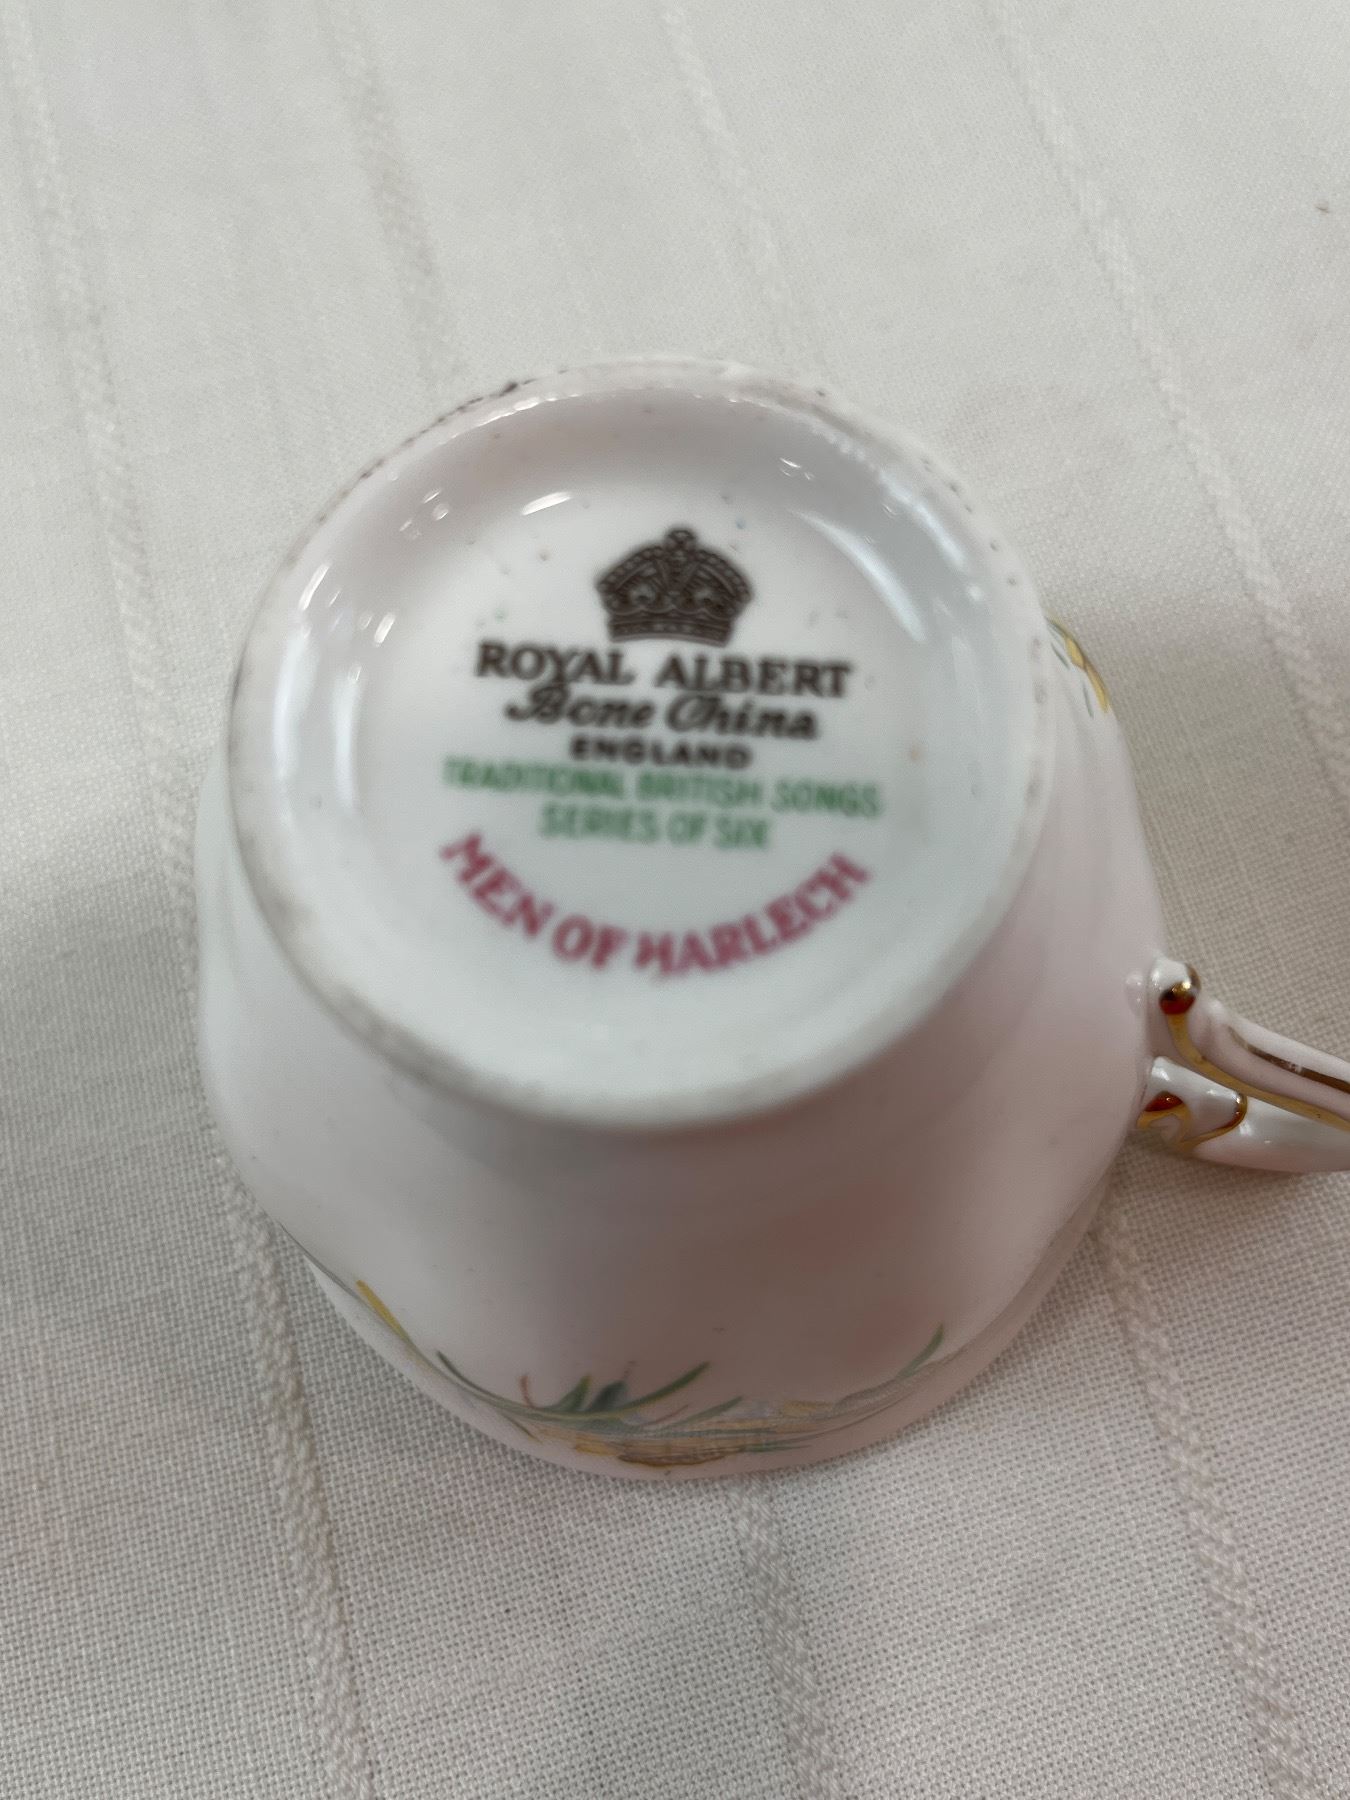 ROYAL ALBERT
Bone China
ENGLAND
TRADITIONAL BRITISH SONGS
SERIES OF SIX
MEN OF HARLECH